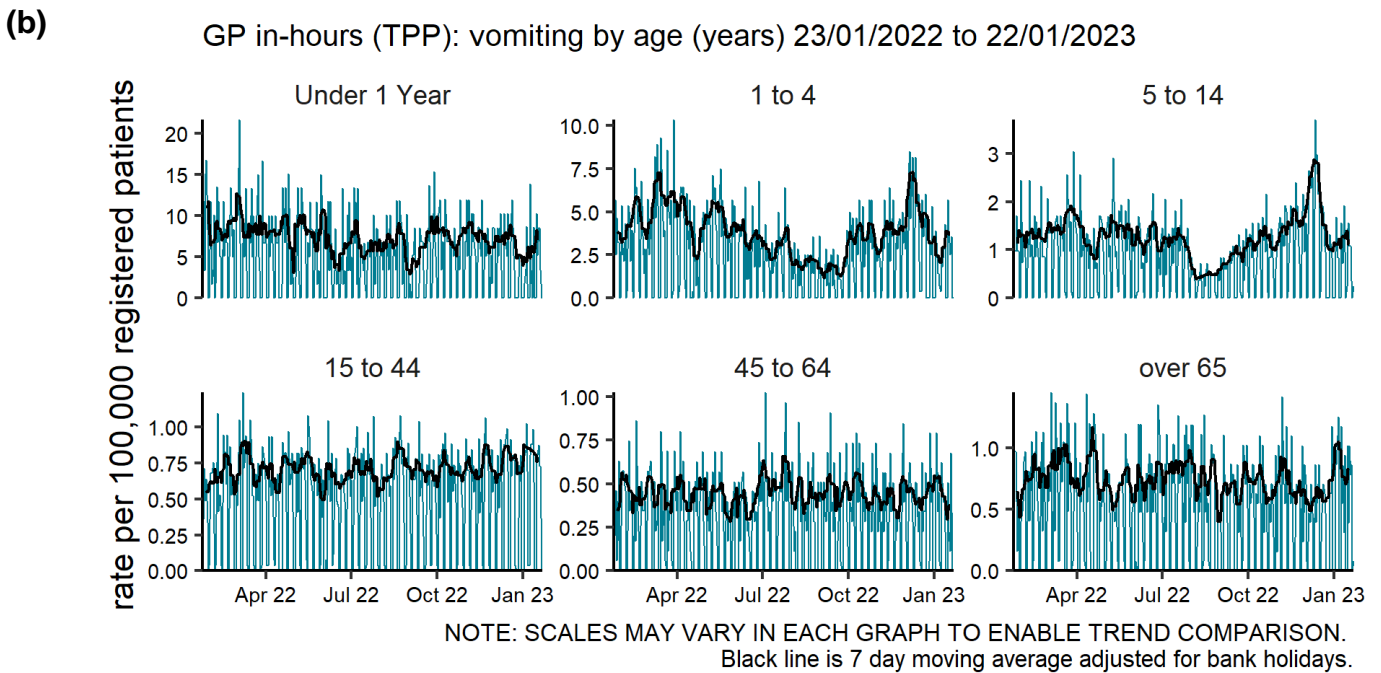 (b)
GP in-hours (TPP): vomiting by age (years) 23/01/2022 to 22/01/2023
rate per 100,000 registered patients
Under 1 Year
20
15
10
5
0
1 to 4
10.0
7.5
5.0
2.5
0.0
5 to 14
3
2
1
0
15 to 44
1.00
0.75
0.50
0.25
0.00
Apr 22 Jul 22 Oct 22 Jan 23
45 to 64
1.00
0.75
0.50
0.25
0.00
Apr 22 Jul 22 Oct 22 Jan 23
over 65
1.0
0.5
0.0
Apr 22 Jul 22 Oct 22 Jan 23
NOTE: SCALES MAY VARY IN EACH GRAPH TO ENABLE TREND COMPARISON.
Black line is 7 day moving average adjusted for bank holidays.